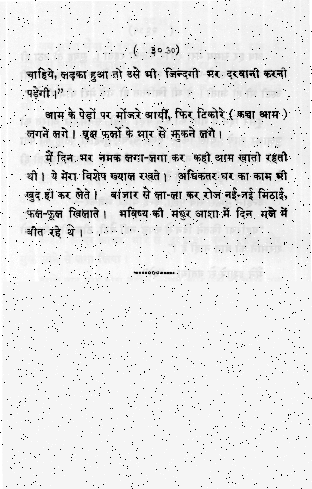 ( ३० )
चाहिये, लड़का हुआ तो उसे भी जिन्दगी भर दरबानी करनी
पड़ेगी।"
आम के पेड़ों पर मोंजरे आयीं, फिर टिकोरे ( कच्चा आम )
लगने लगे। वृक्ष फलों के भार से झुकने लगे।
मैं दिन भर नमक लगा-लगा कर कच्चे आम खाती रहती
थी। ये मेरा विशेष ख्याल रखते। अधिकतर घर का काम भी
खुद ही कर लेते। बाजार से ला-ला कर रोज नई-नई मिठाई,
फल-फूल खिलाते। भविष्य की मधुर आशा में दिन मजे में
बीत रहे थे।